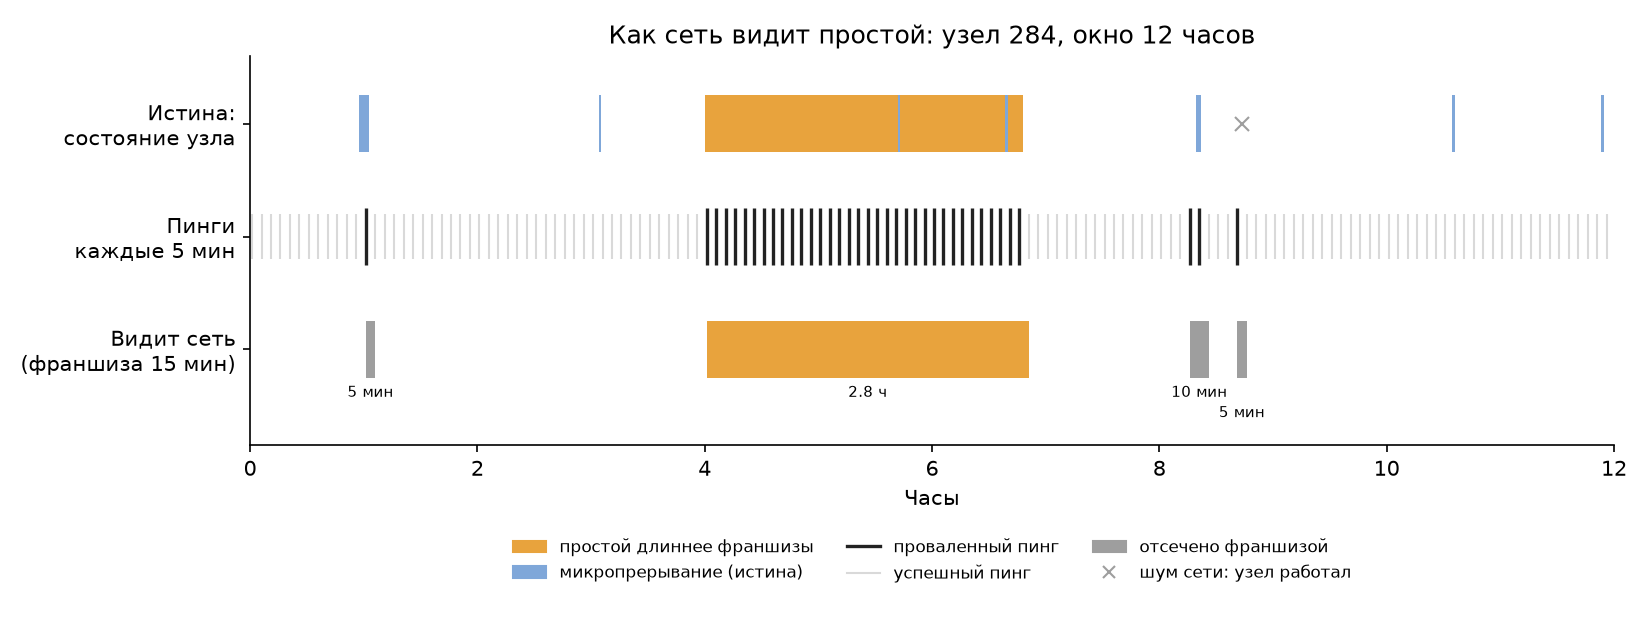 Как сеть видит простой: узел 284, окно 12 часов
Истина:
состояние узла
Пинги
каждые 5 мин
Видит сеть
(франшиза 15 мин)
5 мин
2.8 ч
10 мин
5 мин
0
2
4
6
8
10
12
Часы
простой длиннее франшизы
микропрерывание (истина)
проваленный пинг
успешный пинг
отсечено франшизой
шум сети: узел работал